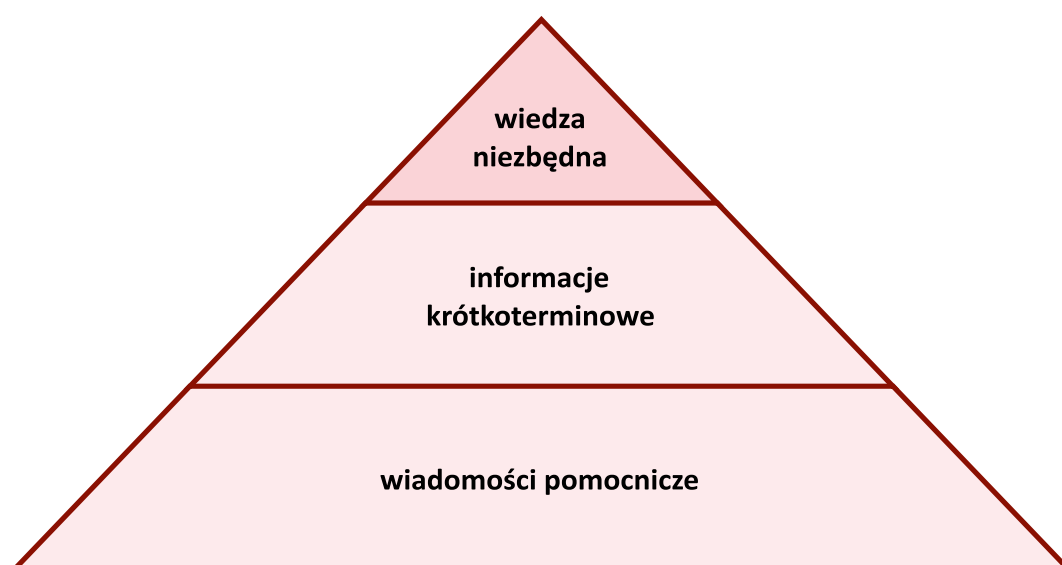 wiedza
niezbędna
informacje
krótkoterminowe
wiadomości pomocnicze